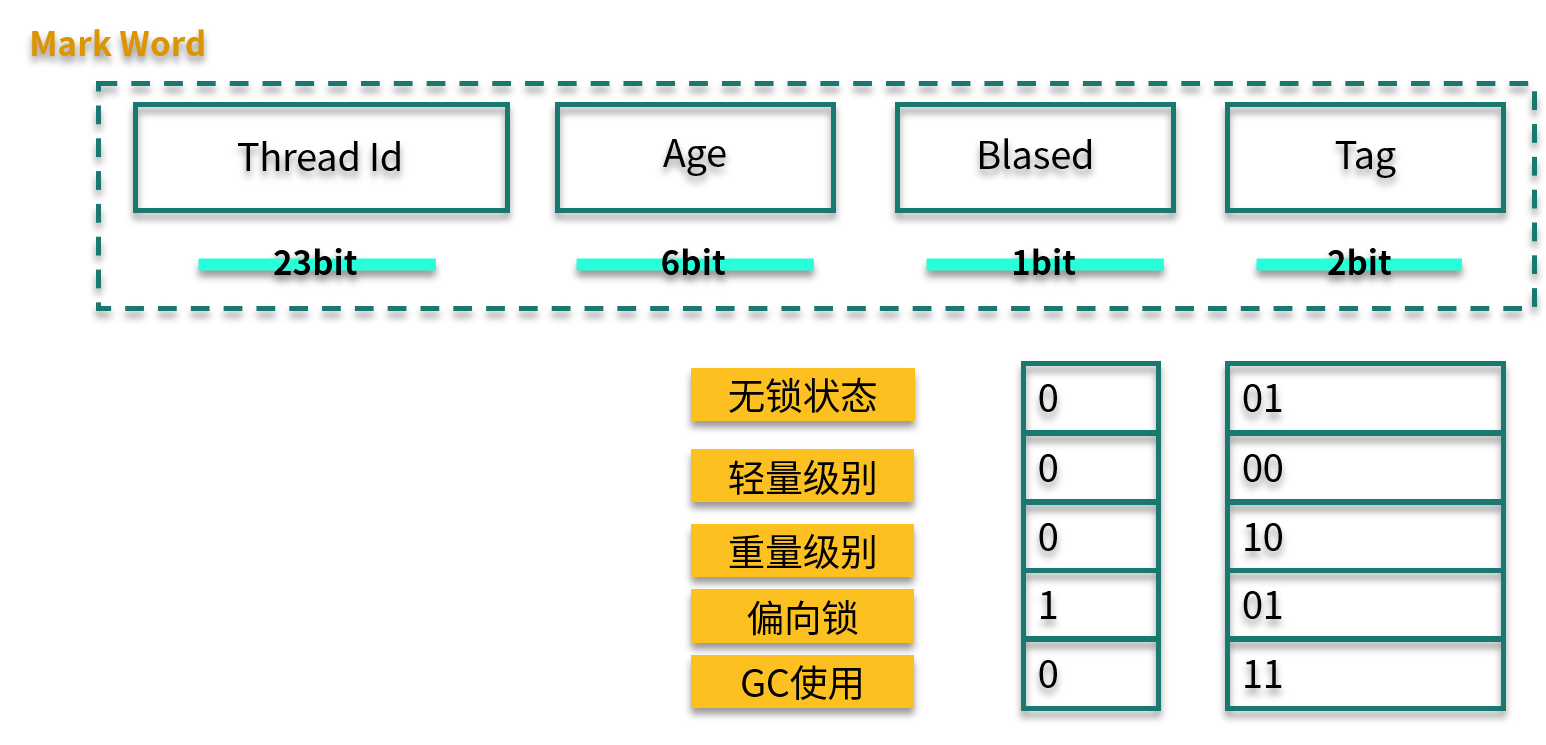 Mark Word
Thread Id Age Blased Tag
23bit 6bit 1bit 2bit
无锁状态 0 01
轻量级别 0 00
重量级别 0 10
偏向锁 1 01
GC使用 0 11